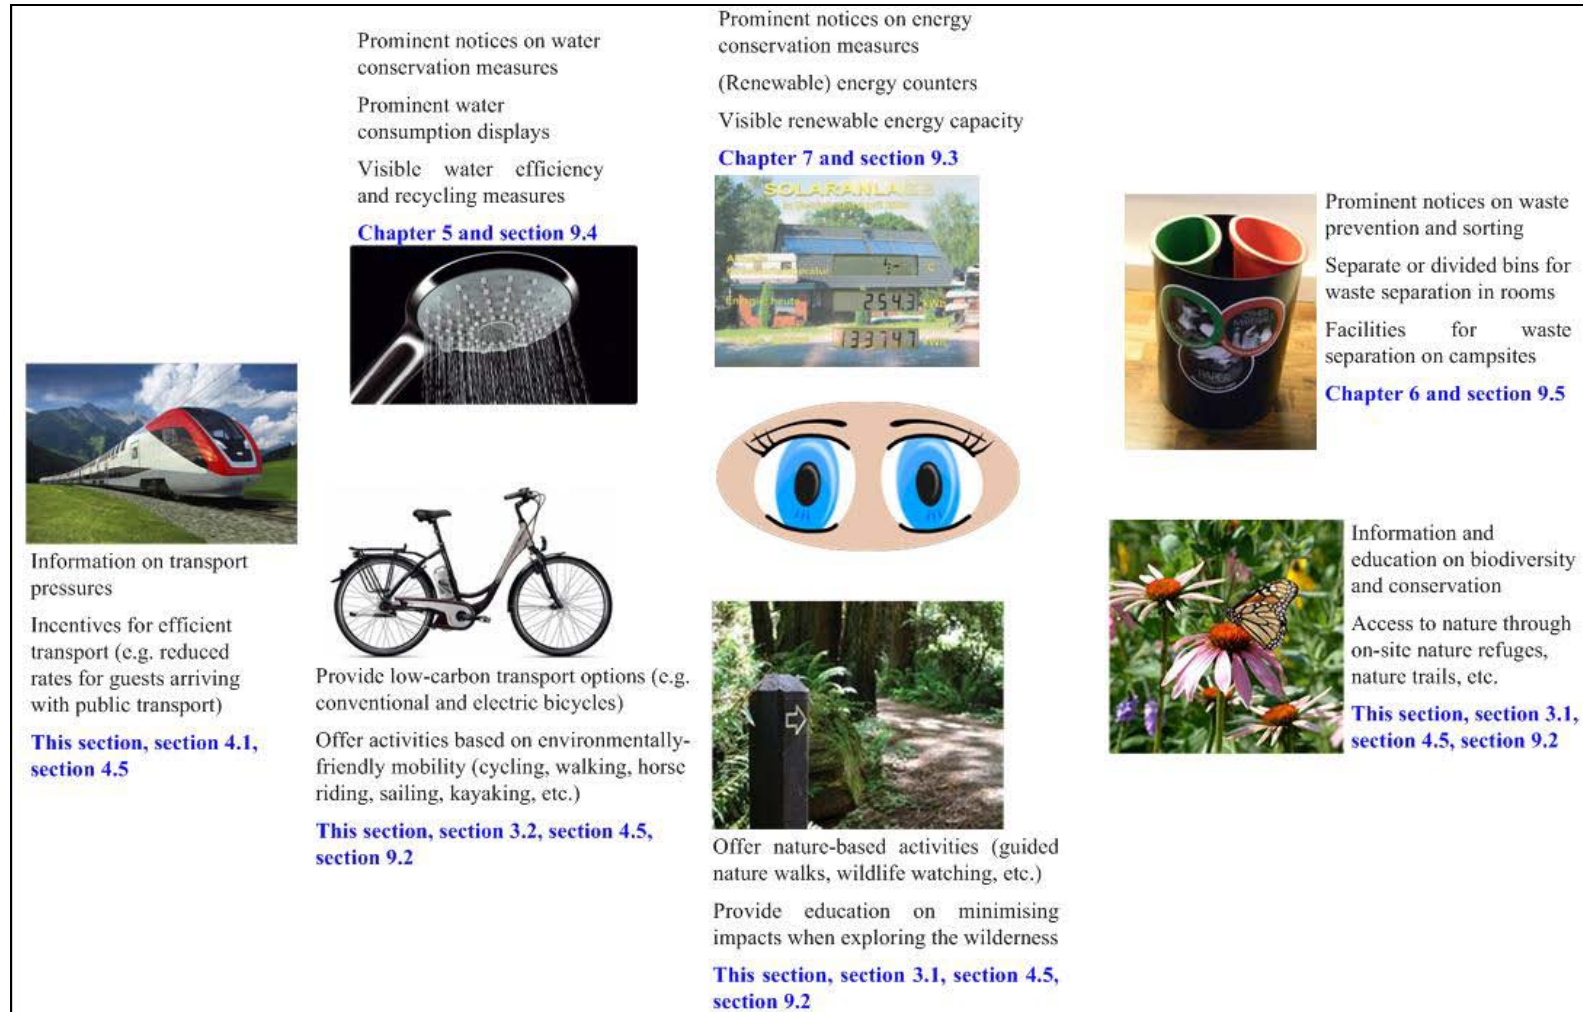 Prominent notices on water
conservation measures
Prominent water
consumption displays
Visible water efficiency
and recycling measures
Chapter 5 and section 9.4
Prominent notices on energy
conservation measures
(Renewable) energy counters
Visible renewable energy capacity
Chapter 7 and section 9.3
SOLARANLAGE
Energie heute
254.3 kWh
133747 kWh
Prominent notices on waste
prevention and sorting
Separate or divided bins for
waste separation in rooms
Facilities for waste
separation on campsites
Chapter 6 and section 9.5
Information on transport
pressures
Incentives for efficient
transport (e.g. reduced
rates for guests arriving
with public transport)
This section, section 4.1,
section 4.5
Provide low-carbon transport options (e.g.
conventional and electric bicycles)
Offer activities based on environmentally-
friendly mobility (cycling, walking, horse
riding, sailing, kayaking, etc.)
This section, section 3.2, section 4.5,
section 9.2
Offer nature-based activities (guided
nature walks, wildlife watching, etc.)
Provide education on minimising
impacts when exploring the wilderness
This section, section 3.1, section 4.5,
section 9.2
Information and
education on biodiversity
and conservation
Access to nature through
on-site nature refuges,
nature trails, etc.
This section, section 3.1,
section 4.5, section 9.2